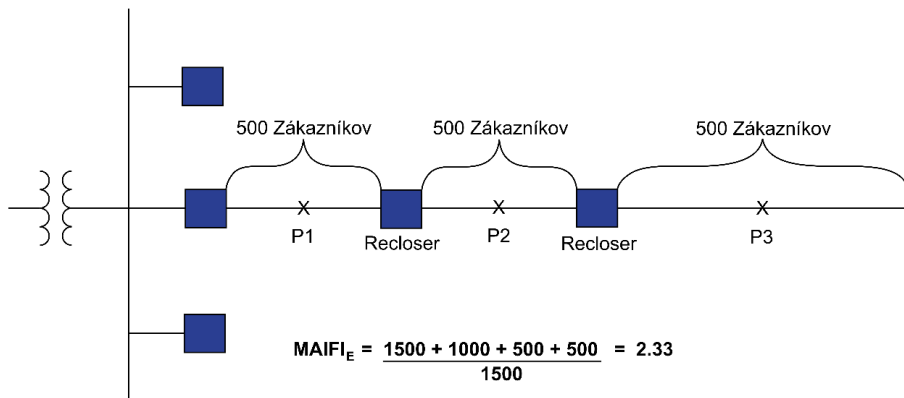 500 Zákazníkov 500 Zákazníkov 500 Zákazníkov
X X X
P1 Recloser P2 Recloser P3
MAIFIE = 1500 + 1000 + 500 + 500 = 2.33
1500